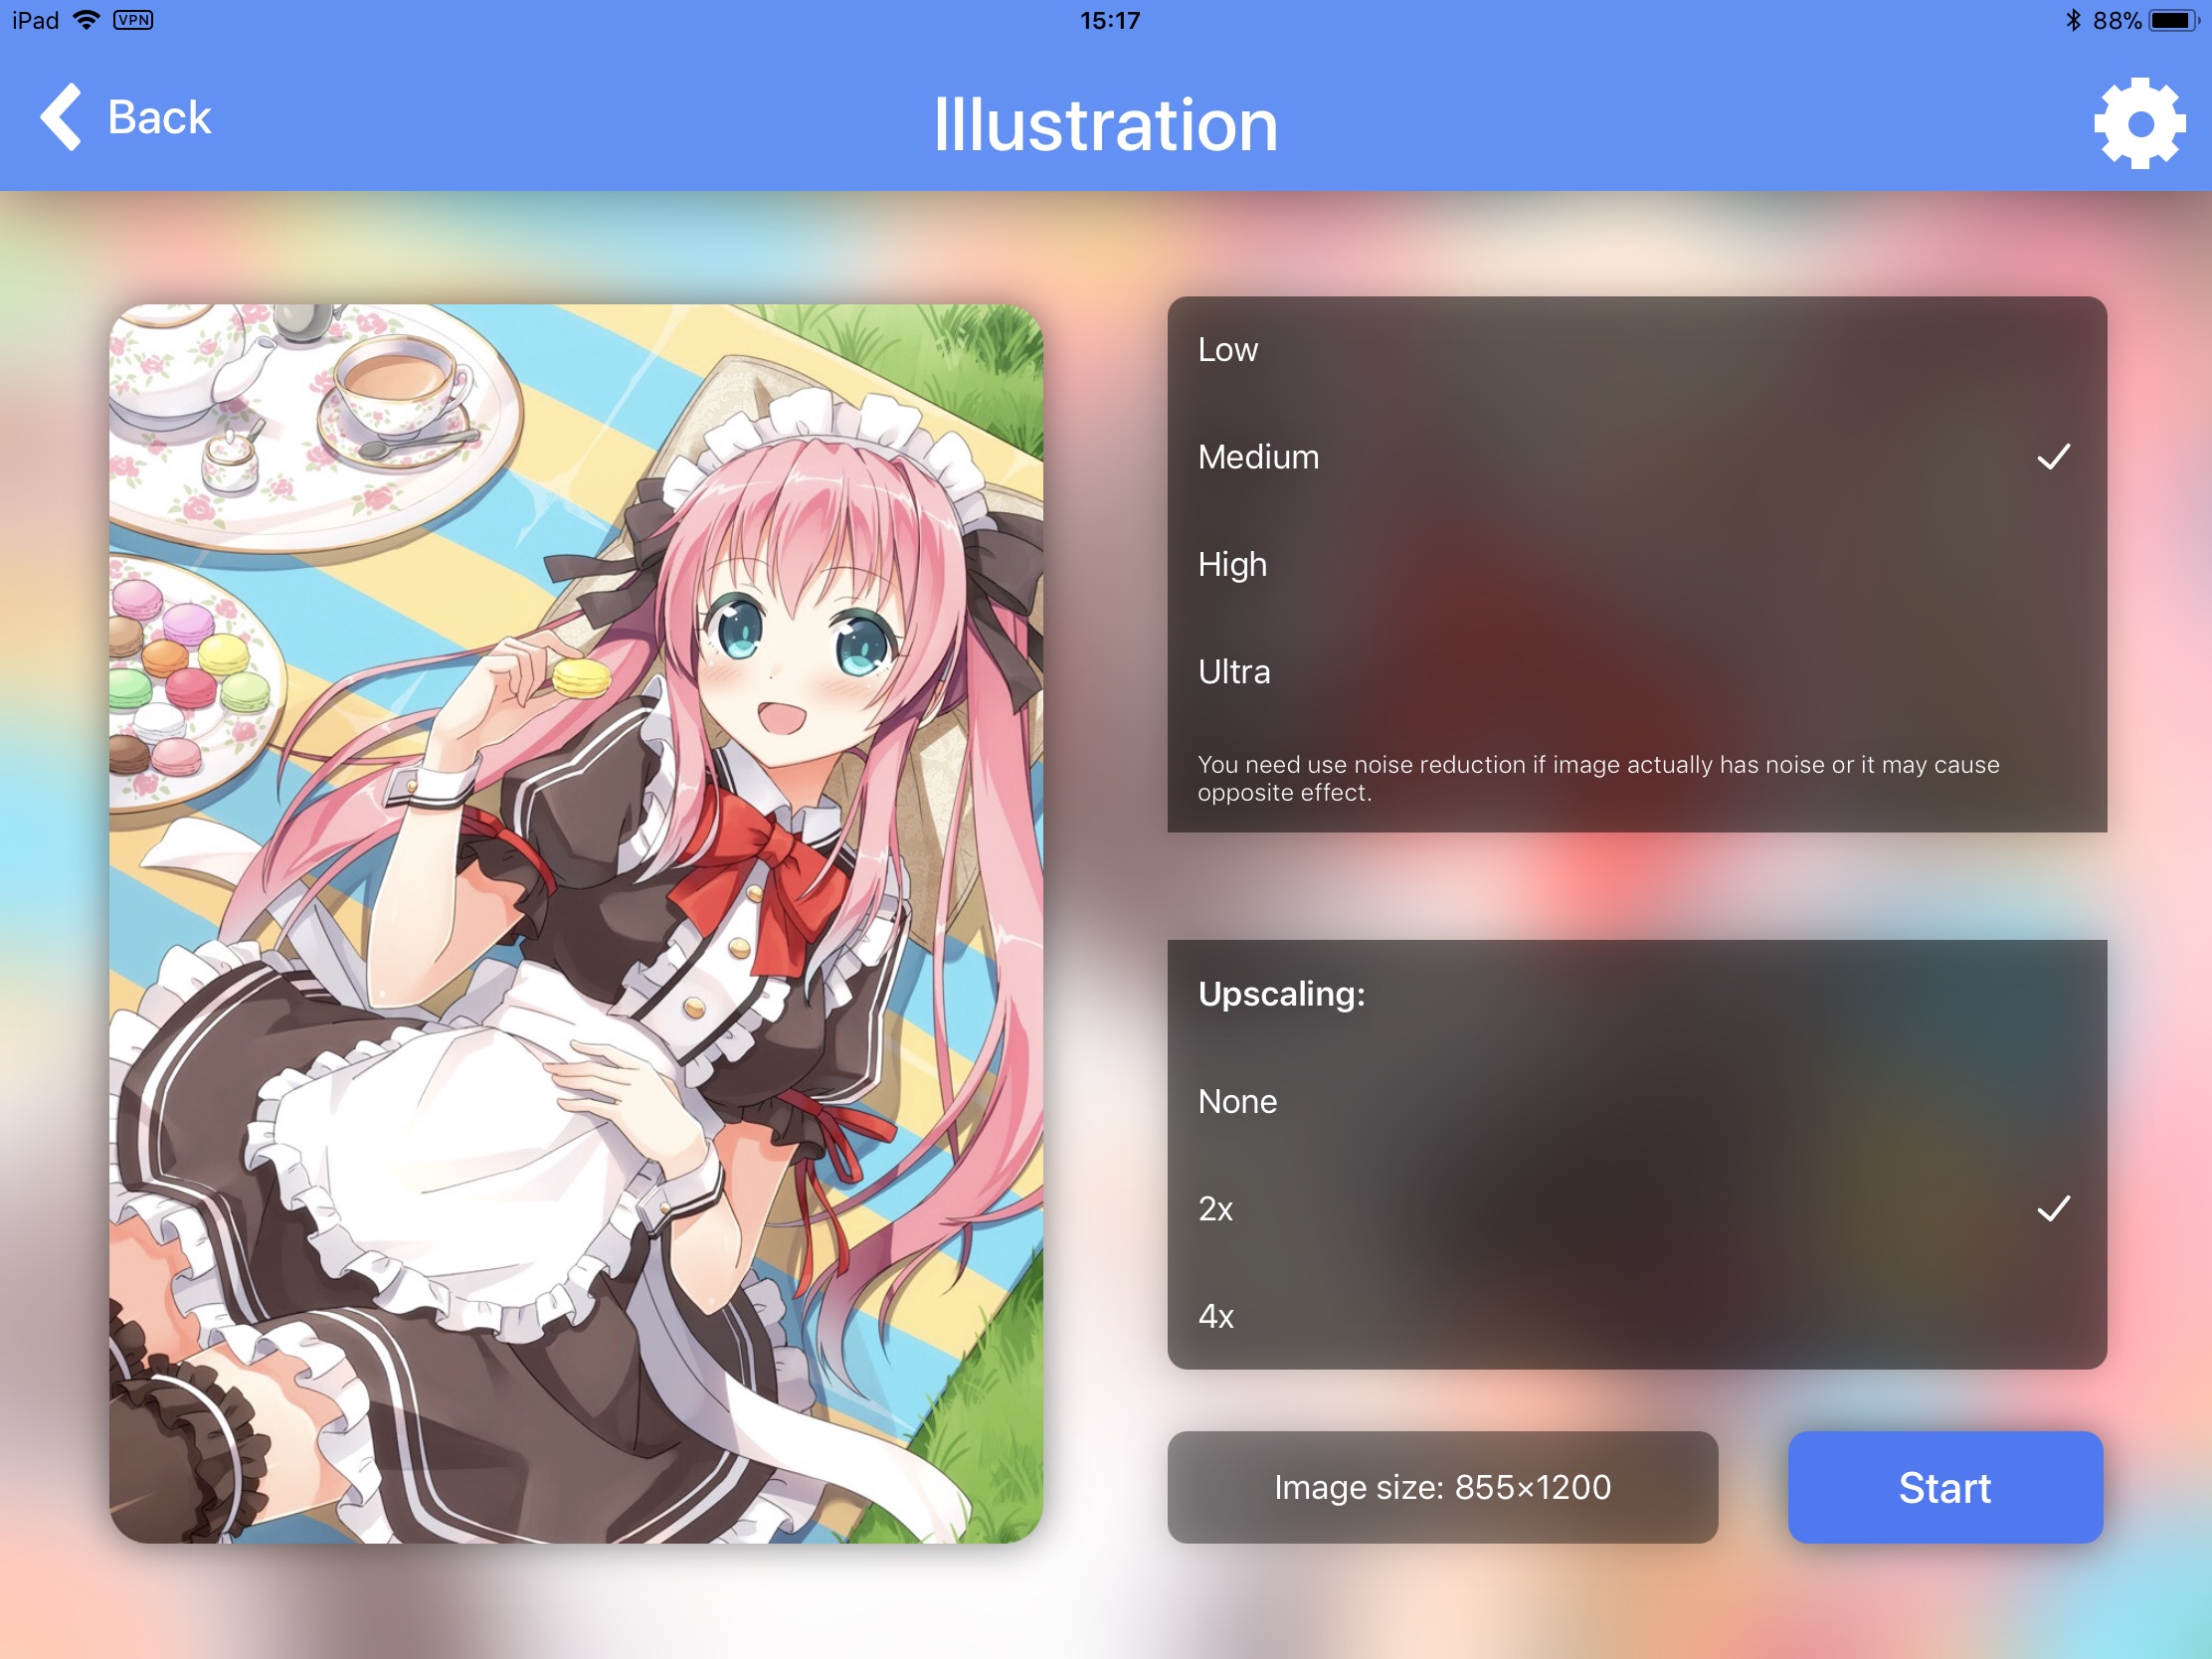 iPad VPN 15:17 88%
Back Illustration
Low
Medium
High
Ultra
You need use noise reduction if image actually has noise or it may cause
opposite effect.
Upscaling:
None
2x
4x
Image size: 855×1200 Start